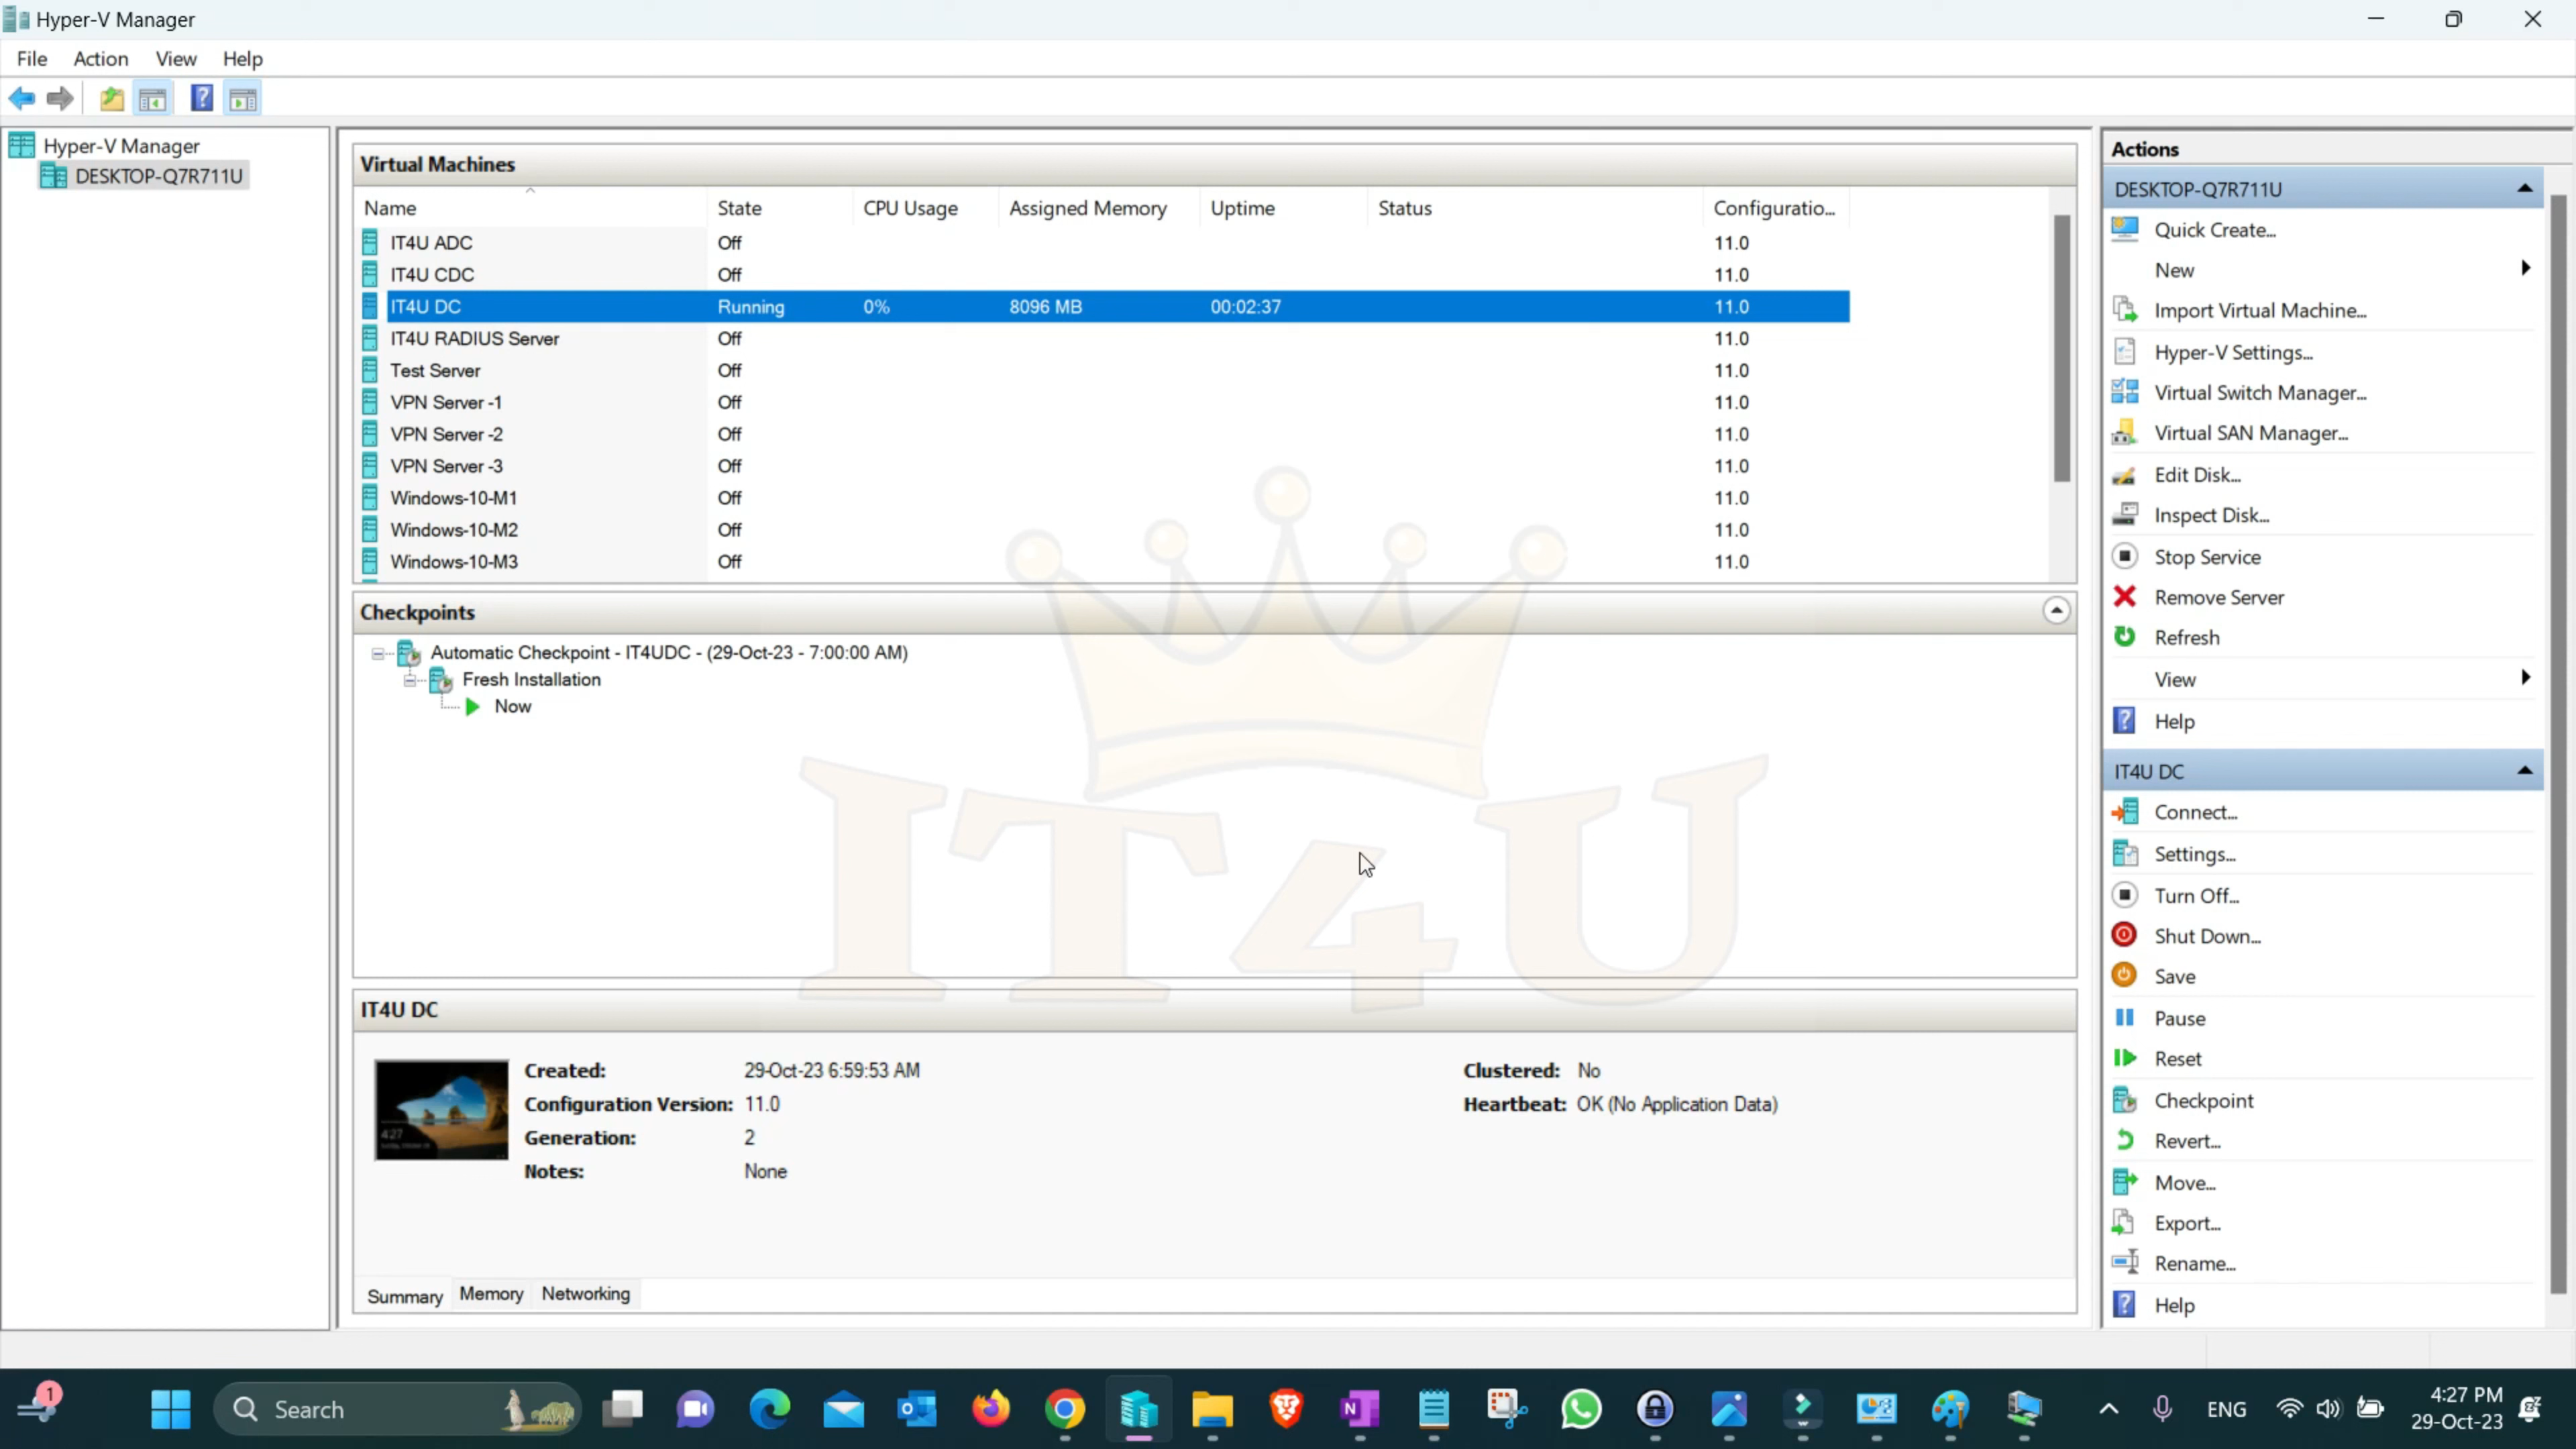 Hyper-V Manager
File Action View Help
Hyper-V Manager
DESKTOP-Q7R711U
Virtual Machines
Name State CPU Usage Assigned Memory Uptime Status Configuratio...
IT4U ADC Off 11.0
IT4U CDC Off 11.0
IT4U DC Running 0% 8096 MB 00:02:37 11.0
IT4U RADIUS Server Off 11.0
Test Server Off 11.0
VPN Server -1 Off 11.0
VPN Server -2 Off 11.0
VPN Server -3 Off 11.0
Windows-10-M1 Off 11.0
Windows-10-M2 Off 11.0
Windows-10-M3 Off 11.0
Checkpoints
Automatic Checkpoint - IT4UDC - (29-Oct-23 - 7:00:00 AM)
Fresh Installation
Now
IT4U
IT4U DC
Created: 29-Oct-23 6:59:53 AM Clustered: No
Configuration Version: 11.0 Heartbeat: OK (No Application Data)
Generation: 2
Notes: None
4:27
Summary Memory Networking
Actions
DESKTOP-Q7R711U
Quick Create...
New
Import Virtual Machine...
Hyper-V Settings...
Virtual Switch Manager...
Virtual SAN Manager...
Edit Disk...
Inspect Disk...
Stop Service
Remove Server
Refresh
View
Help
IT4U DC
Connect...
Settings...
Turn Off...
Shut Down...
Save
Pause
Reset
Checkpoint
Revert...
Move...
Export...
Rename...
Help
1
Search
ENG
4:27 PM
29-Oct-23